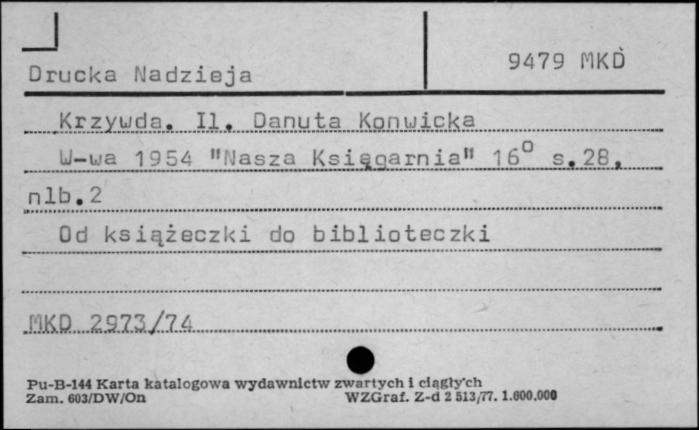 Drucka Nadzieja
9479 MKD
Krzywda. Il. Danuta Konwicka
W-wa 1954 "Nasza Księgarnia" 16° s.28,
nlb.2
Od książeczki do biblioteczki
MKD 2973/74
Pu-B-144 Karta katalogowa wydawnictw zwartych i ciągłych
Zam. 603/DW/On WZGraf. Z-d 2 513/77. 1.600.000